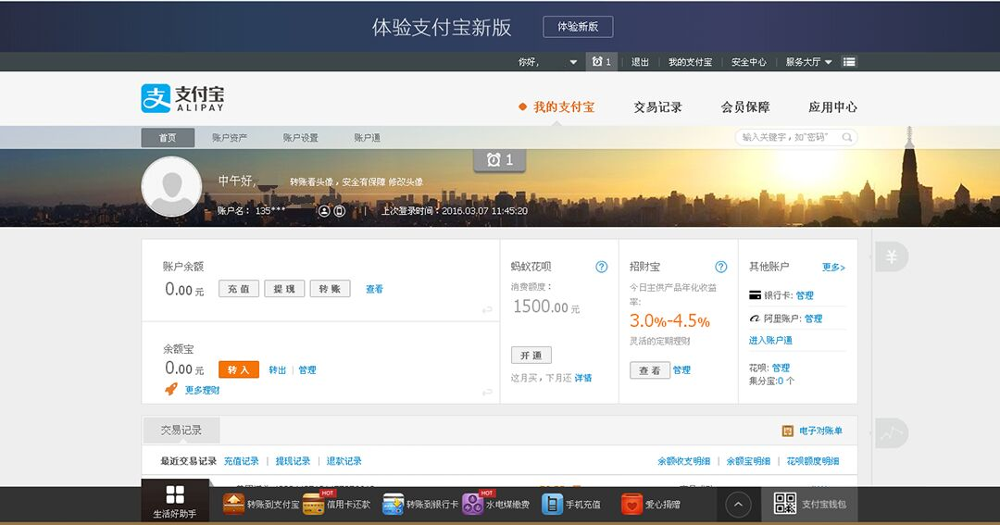 体验支付宝新版 体验新版
你好, 1 退出 我的支付宝 安全中心 服务大厅
支付宝
ALIPAY
我的支付宝 交易记录 会员保障 应用中心
首页 账户资产 账户设置 账户通 输入关键字，如"密码"
1
中午好, 转账看头像，安全有保障 修改头像
账户名： 135*** | 上次登录时间：2016.03.07 11:45:20
账户余额
0.00 元 充 值 提 现 转 账 查看
余额宝
0.00 元 转 入 转出 | 管理
更多理财
蚂蚁花呗 ?
消费额度：
1500.00 元
开 通
这月买，下月还 详情
招财宝 ?
今日主供产品年化收益
率:
3.0%-4.5%
灵活的定期理财
查 看 管理
其他账户 更多>
银行卡: 管理
阿里账户: 管理
进入账户通
花呗: 管理
集分宝:0 个
¥
交易记录 电子对账单
最近交易记录 充值记录 | 提现记录 | 退款记录 余额收支明细 | 余额宝明细 | 花呗额度明细
生活好助手 转账到支付宝 HOT 信用卡还款 转账到银行卡 HOT 水电煤缴费 手机充值 爱心捐赠 支付宝钱包